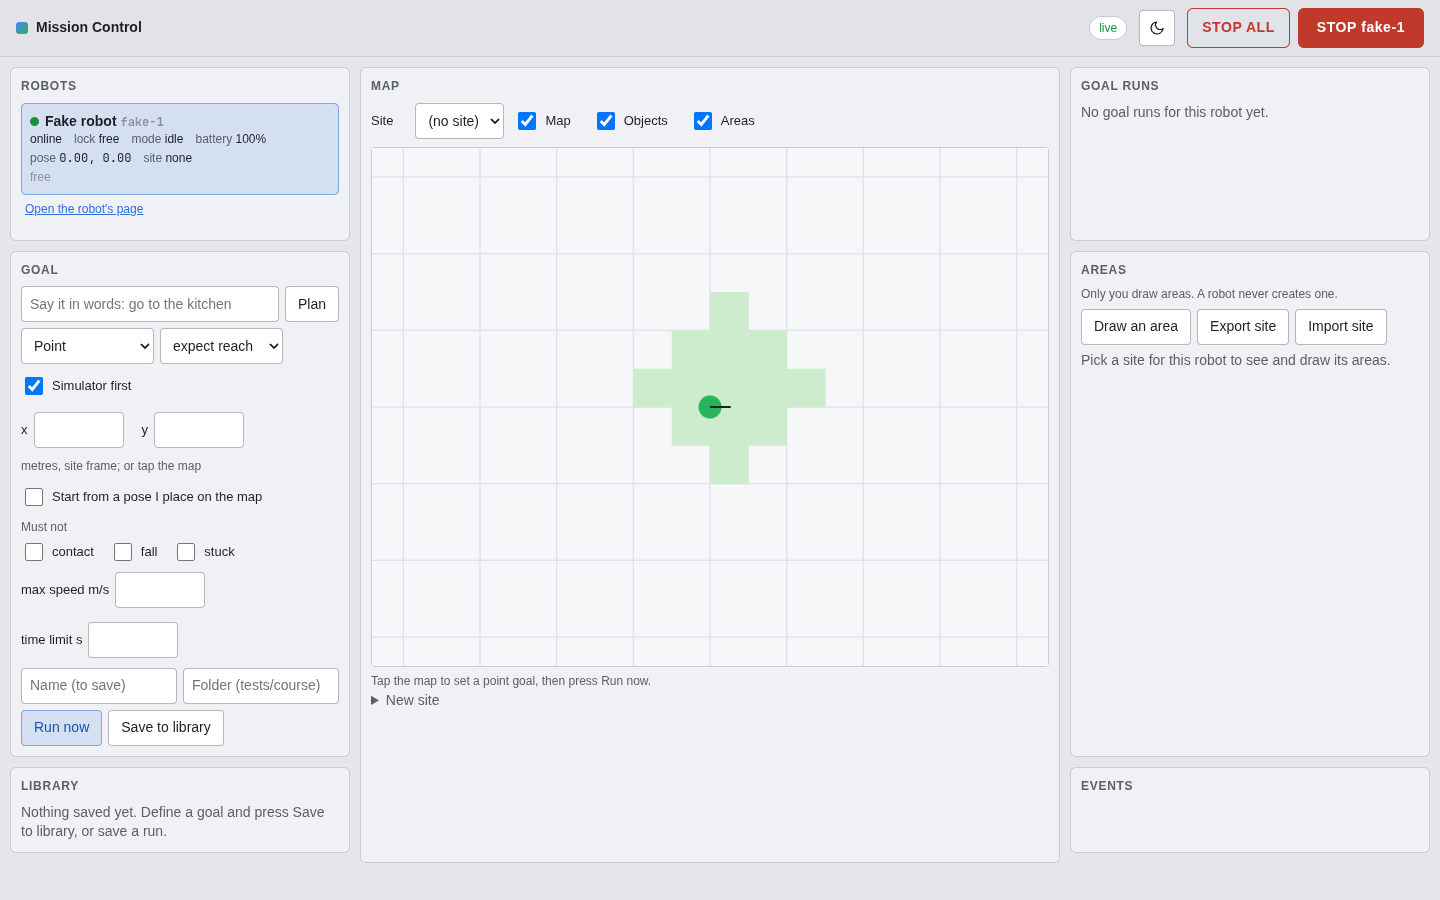 Mission Control
live
STOP ALL
STOP fake-1
ROBOTS
Fake robot fake-1
online lock free mode idle battery 100%
pose 0.00, 0.00 site none
free
Open the robot's page
GOAL
Say it in words: go to the kitchen
Plan
Point
expect reach
Simulator first
x
y
metres, site frame; or tap the map
Start from a pose I place on the map
Must not
contact
fall
stuck
max speed m/s
time limit s
Name (to save)
Folder (tests/course)
Run now
Save to library
LIBRARY
Nothing saved yet. Define a goal and press Save
to library, or save a run.
MAP
Site
(no site)
Map
Objects
Areas
Tap the map to set a point goal, then press Run now.
New site
GOAL RUNS
No goal runs for this robot yet.
AREAS
Only you draw areas. A robot never creates one.
Draw an area
Export site
Import site
Pick a site for this robot to see and draw its areas.
EVENTS